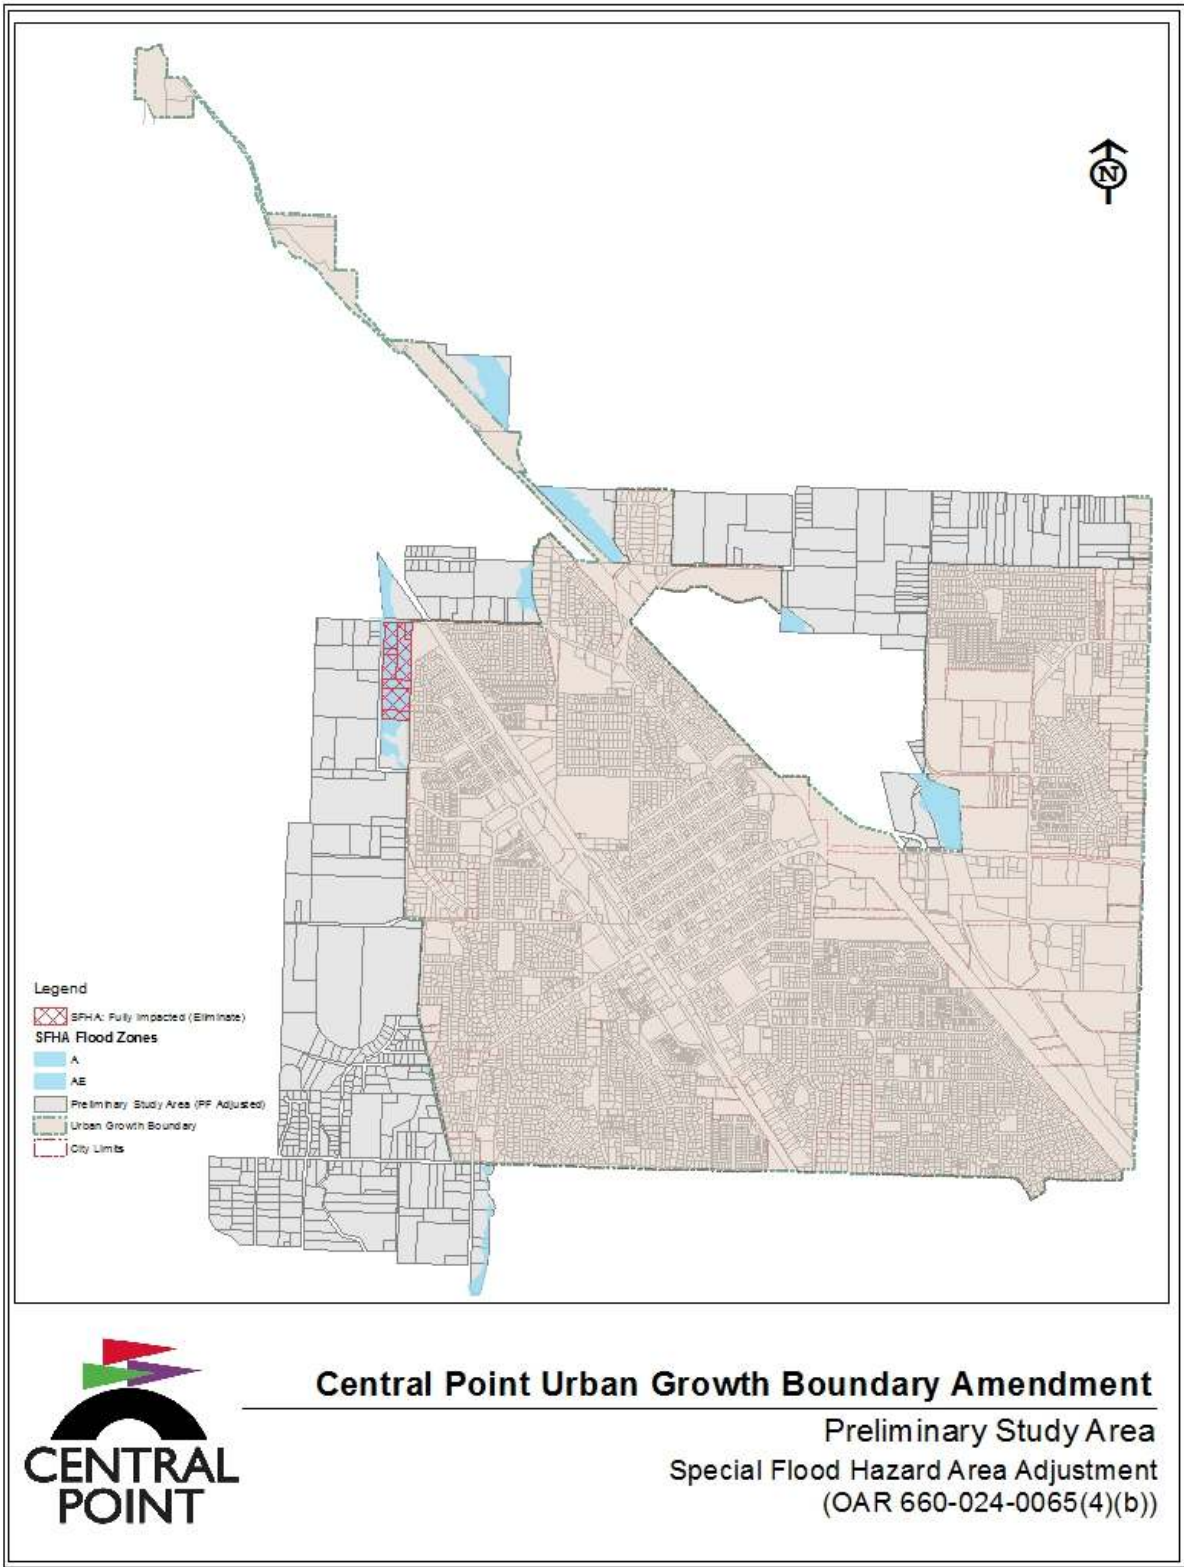 N
Legend
SFHA: Fully Impacted (Eliminate)
SFHA Flood Zones
A
AE
Preliminary Study Area (PF Adjusted)
Urban Growth Boundary
City Limits
CENTRAL
POINT
Central Point Urban Growth Boundary Amendment
Preliminary Study Area
Special Flood Hazard Area Adjustment
(OAR 660-024-0065(4)(b))